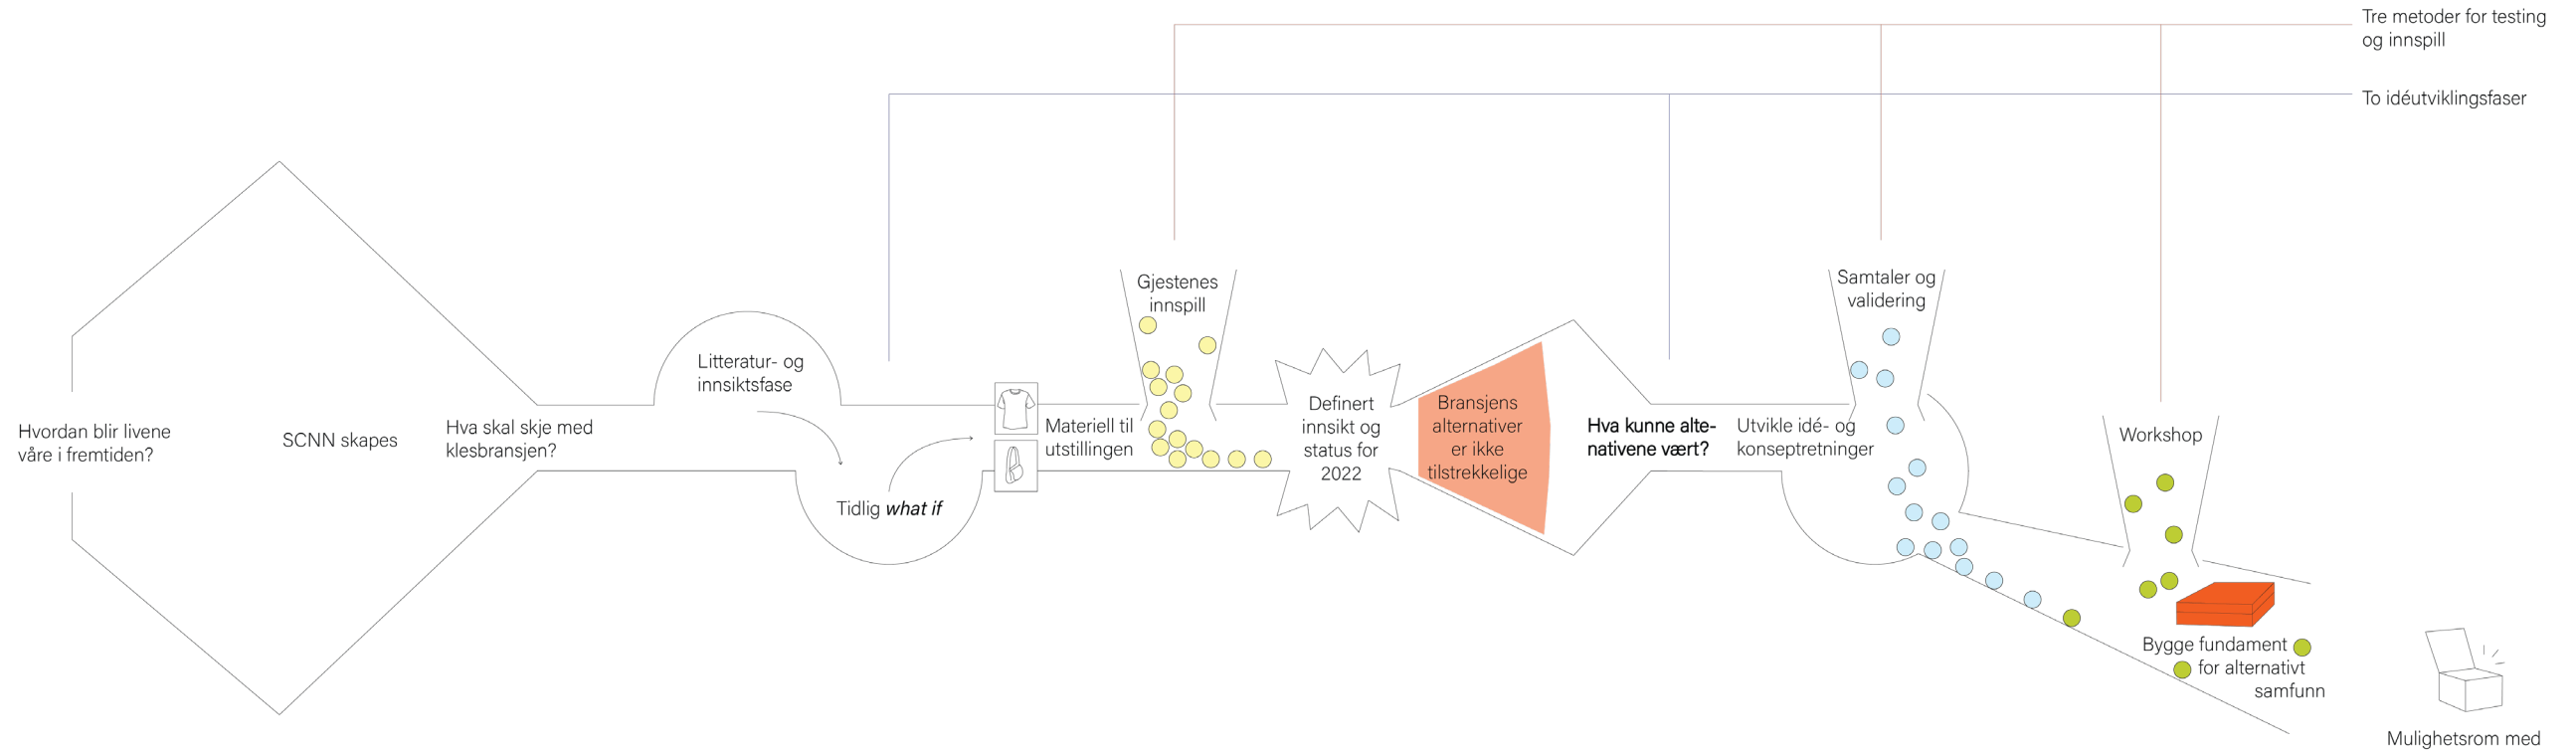 Tre metoder for testing
og innspill
To idéutviklingsfaser
Hvordan blir livene
våre i fremtiden?
SCNN skapes
Hva skal skje med
klesbransjen?
Litteratur- og
innsiktsfase
Tidlig what if
Materiell til
utstillingen
Gjestenes
innspill
Definert
innsikt og
status for
2022
Bransjens
alternativer
er ikke
tilstrekkelige
Hva kunne alte-
nativene vært?
Utvikle idé- og
konseptretninger
Samtaler og
validering
Workshop
Bygge fundament
for alternativt
samfunn
Mulighetsrom med